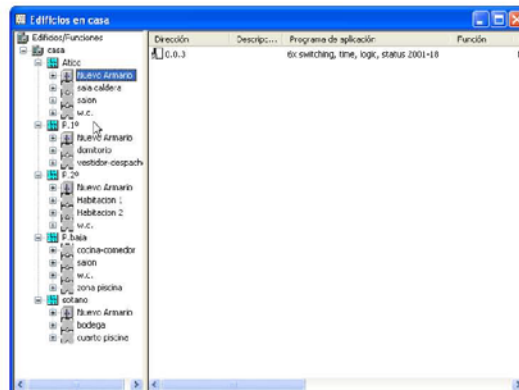 Edificios en casa
Edificios/Funciones
casa
Atico
Nuevo Armario
sala caldera
salon
w.c.
P.1º
Nuevo Armario
domitorio
vestidor-despach
P.2º
Nuevo Armario
Habitacion 1
Habitacion 2
w.c.
P.baja
cocina-comedor
salon
w.c.
zona piscina
sotano
Nuevo Armario
bodega
cuarto piscine
Dirección Descripc... Programa de aplicación Función
0.0.3 6x switching, time, logic, status 2001-18